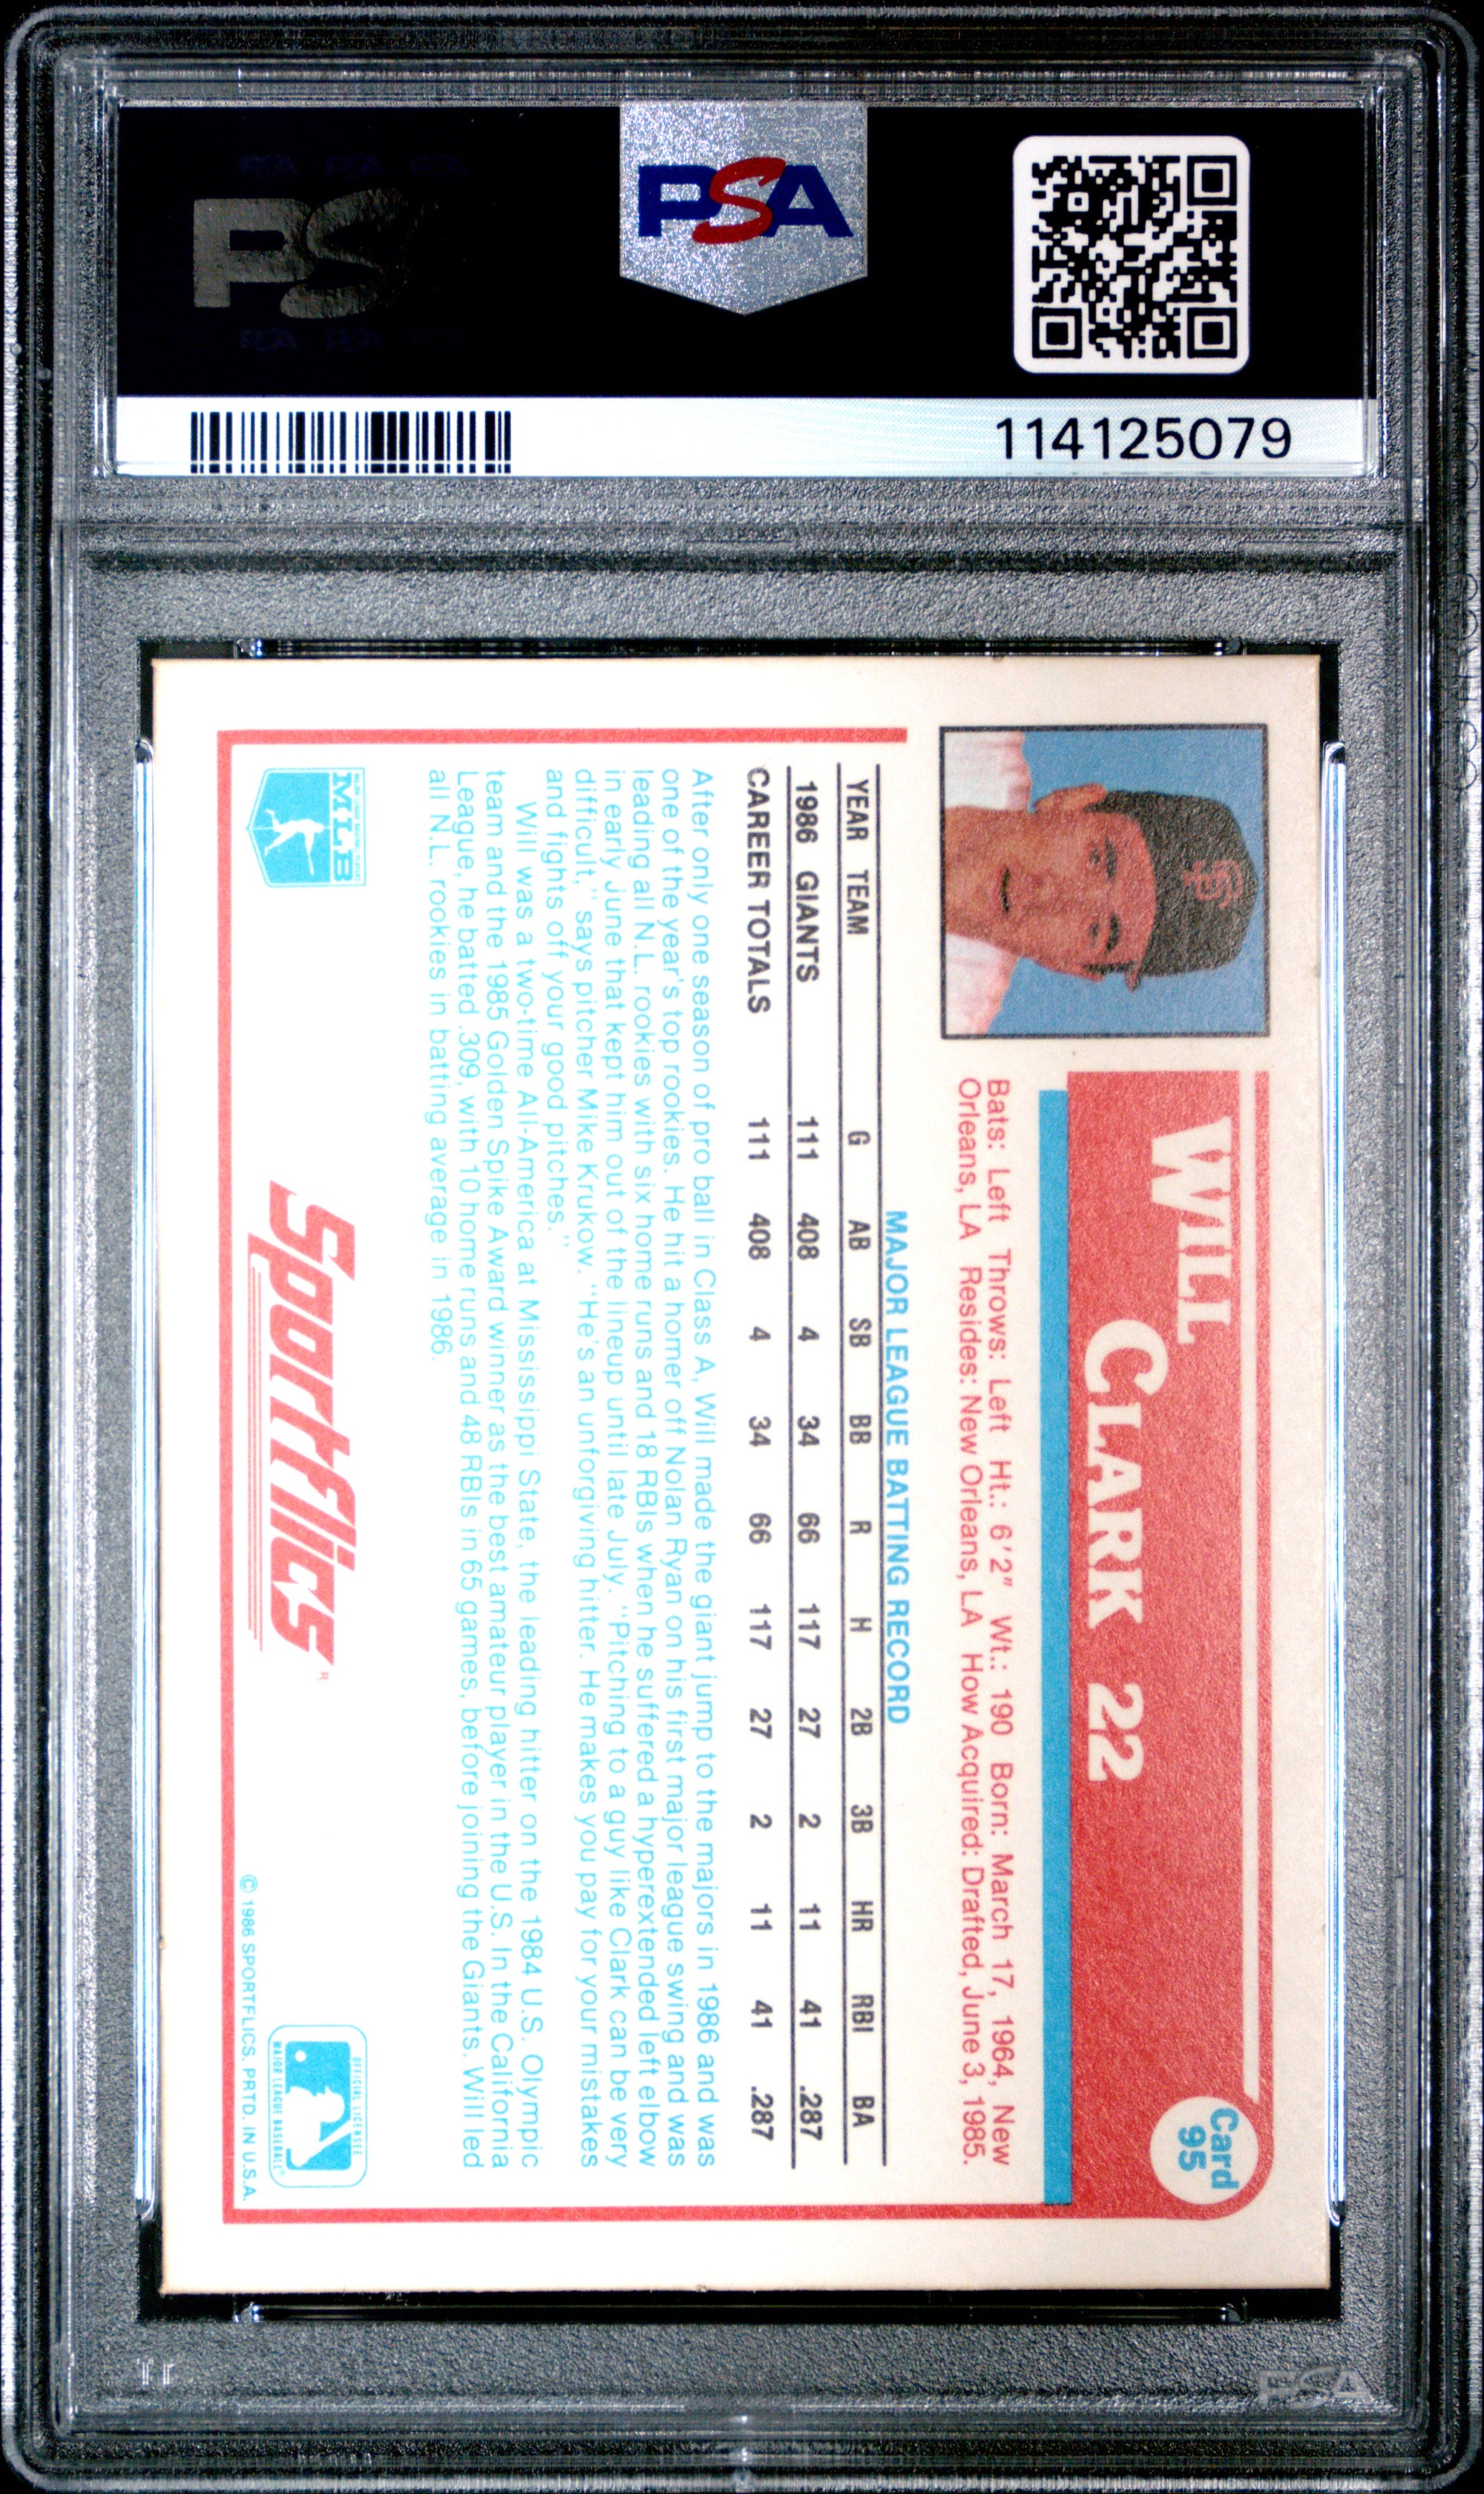 PSA
PSA
114125079
WILL
CLARK 22
Card
95
Bats: Left Throws: Left Ht.: 6'2" Wt.: 190 Born: March 17, 1964, New
Orleans, LA Resides: New Orleans, LA How Acquired: Drafted, June 3, 1985.
MAJOR LEAGUE BATTING RECORD
YEAR TEAM G AB SB BB R H 2B 3B HR RBI BA
1986 GIANTS 111 408 4 34 66 117 27 2 11 41 .287
CAREER TOTALS 111 408 4 34 66 117 27 2 11 41 .287
After only one season of pro ball in Class A, Will made the giant jump to the majors in 1986 and was
one of the year's top rookies. He hit a homer off Nolan Ryan on his first major league swing and was
leading all N.L. rookies with six home runs and 18 RBIs when he suffered a hyperextended left elbow
in early June that kept him out of the lineup until late July. "Pitching to a guy like Clark can be very
difficult," says pitcher Mike Krukow. "He's an unforgiving hitter. He makes you pay for your mistakes
and fights off your good pitches."
Will was a two-time All-America at Mississippi State, the leading hitter on the 1984 U.S. Olympic
team and the 1985 Golden Spike Award winner as the best amateur player in the U.S. In the California
League, he batted .309, with 10 home runs and 48 RBIs in 65 games, before joining the Giants. Will led
all N.L. rookies in batting average in 1986.
MLB
Sportflics
OFFICIAL LICENSEE
MAJOR LEAGUE BASEBALL
© 1986 SPORTFLICS, PRTD. IN U.S.A.
PSA